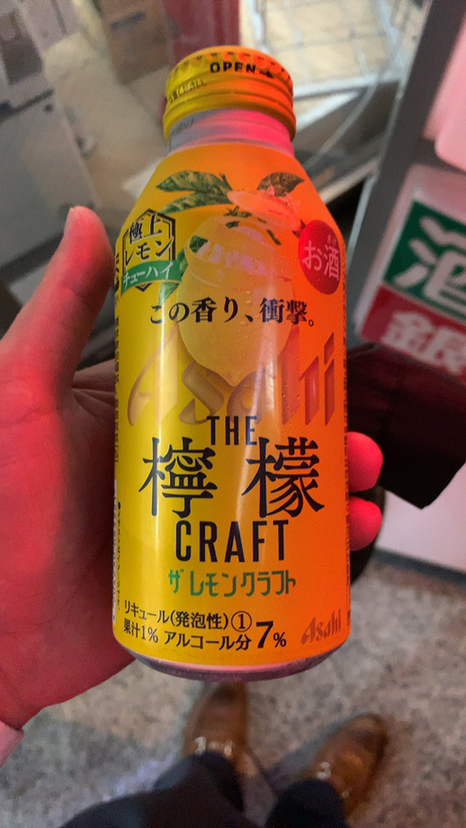 OPEN
極上
レモン
チューハイ
お酒
この香り、衝撃。
Asahi
THE
檸檬
CRAFT
ザ レモンクラフト
リキュール(発泡性)①
果汁1% アルコール分7%
Asahi
酒